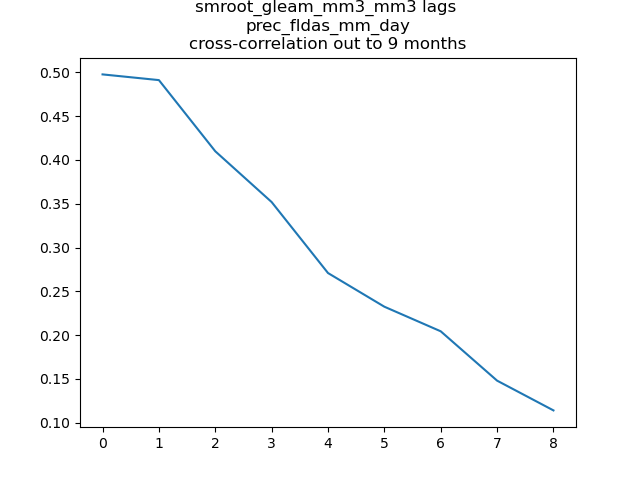 smroot_gleam_mm3_mm3 lags
prec_fldas_mm_day
cross-correlation out to 9 months
0.50
0.45
0.40
0.35
0.30
0.25
0.20
0.15
0.10
0 1 2 3 4 5 6 7 8